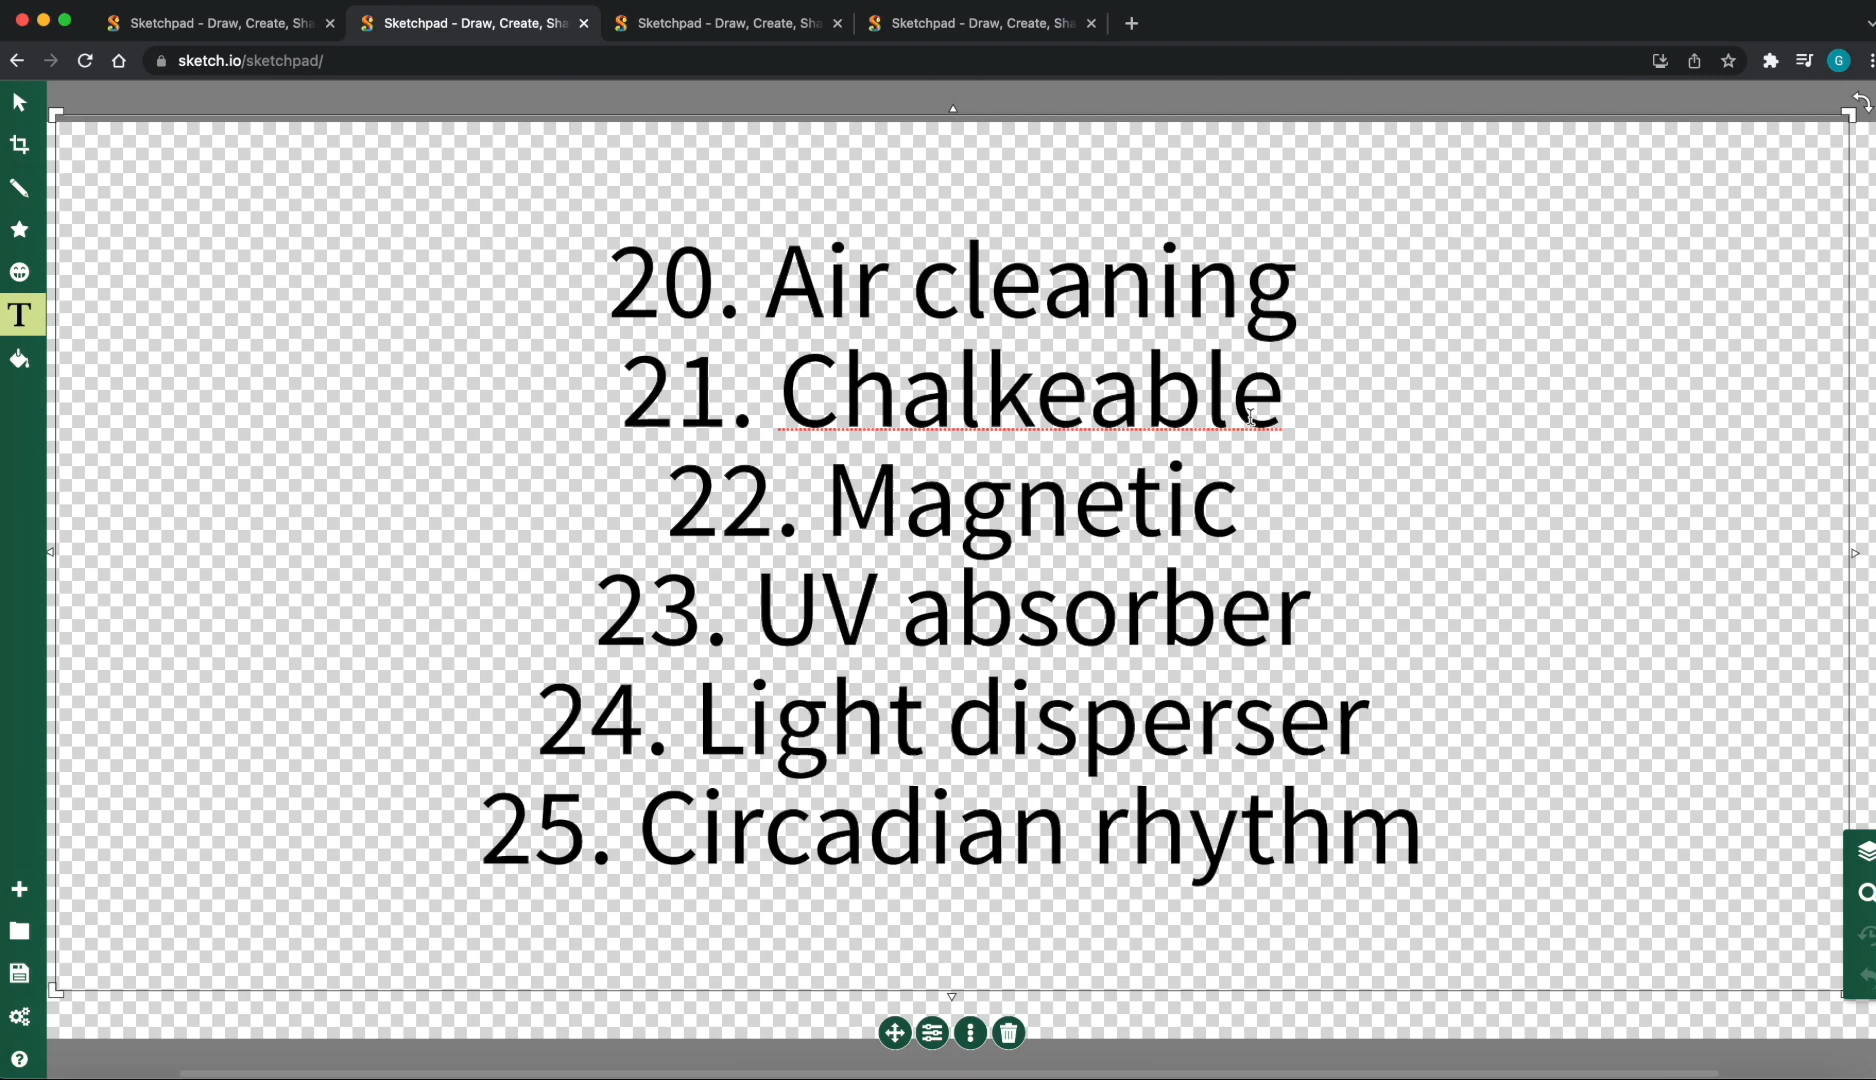 Sketchpad - Draw, Create, Sha
Sketchpad - Draw, Create, Sha
Sketchpad - Draw, Create, Sha
Sketchpad - Draw, Create, Sha
sketch.io/sketchpad/
G
T
20. Air cleaning
21. Chalkeable
22. Magnetic
23. UV absorber
24. Light disperser
25. Circadian rhythm